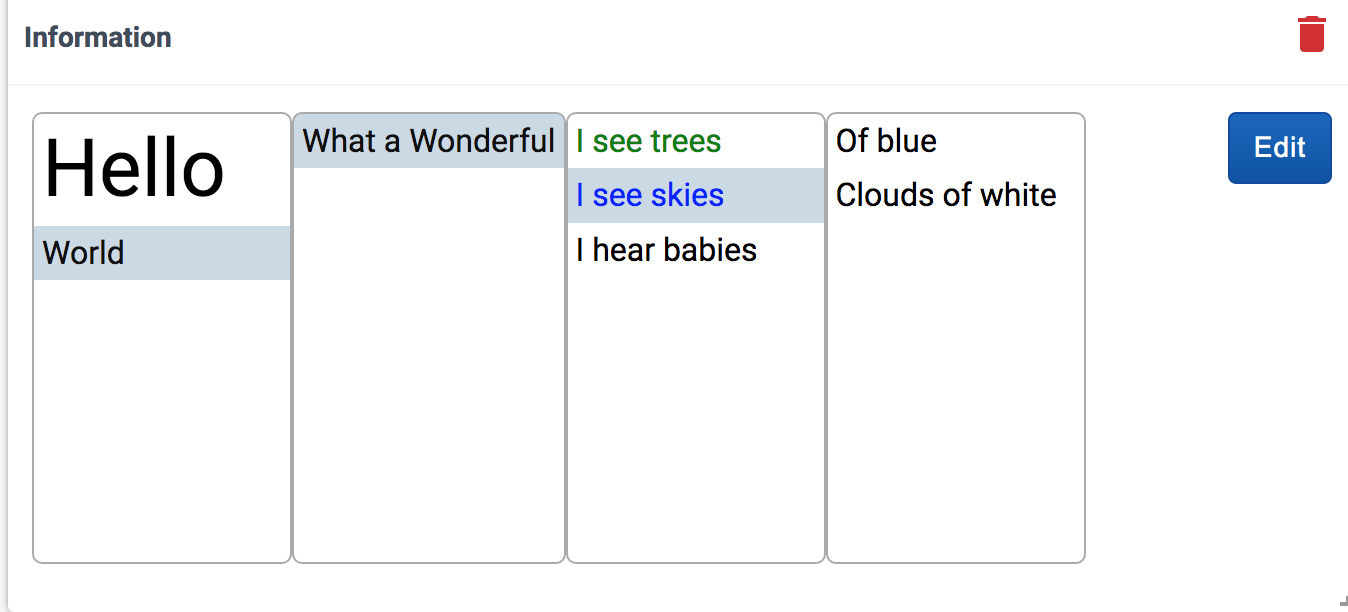 Information
Hello
World
What a Wonderful
I see trees
I see skies
I hear babies
Of blue
Clouds of white
Edit